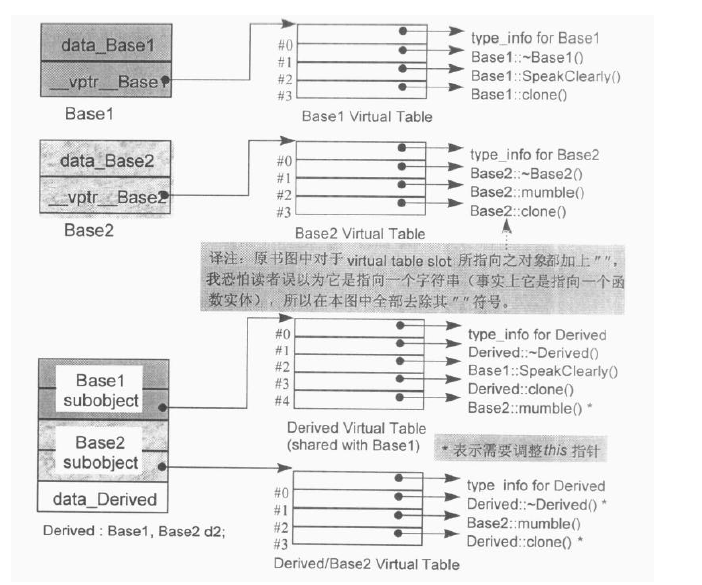 data_Base1
__vptr__Base1
Base1
#0
#1
#2
#3
type_info for Base1
Base1::~Base1()
Base1::SpeakClearly()
Base1::clone()
Base1 Virtual Table
data_Base2
__vptr__Base2
Base2
#0
#1
#2
#3
type_info for Base2
Base2::~Base2()
Base2::mumble()
Base2::clone()
Base2 Virtual Table
译注：原书图中对于 virtual table slot 所指向之对象都加上 " "，
我恐怕读者误以为它是指向一个字符串（事实上它是指向一个函
数实体），所以在本图中全部去除其 " " 符号。
#0
#1
#2
#3
#4
type_info for Derived
Derived::~Derived()
Base1::SpeakClearly()
Derived::clone()
Base2::mumble() *
Base1
subobject
Base2
subobject
data_Derived
Derived : Base1, Base2 d2;
Derived Virtual Table
(shared with Base1)
* 表示需要调整this 指针
#0
#1
#2
#3
type_info for Derived
Derived::~Derived() *
Base2::mumble()
Derived::clone() *
Derived/Base2 Virtual Table